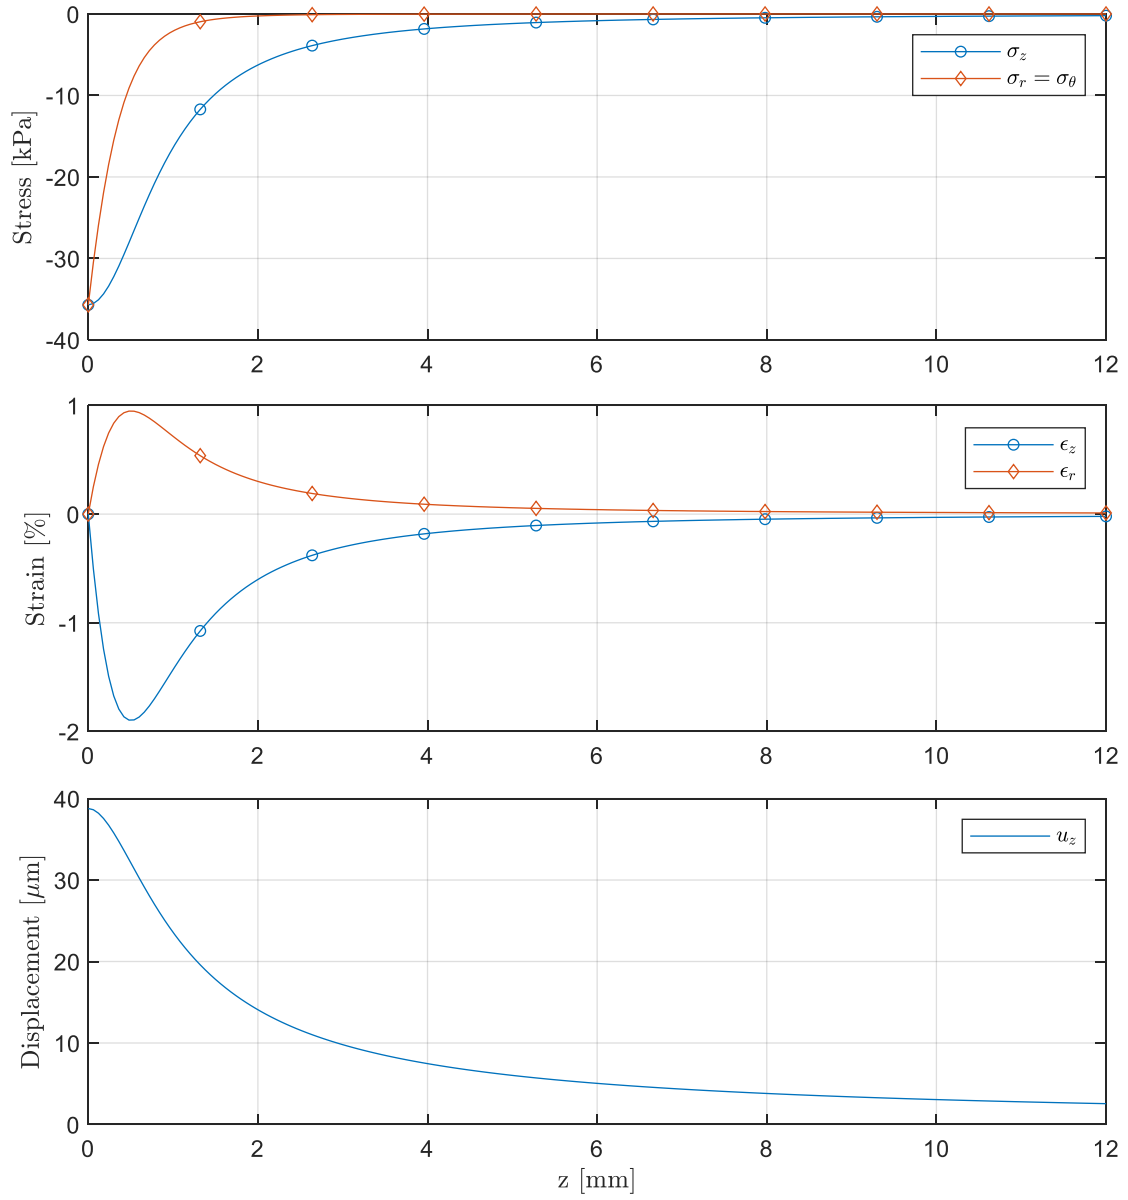 0
-10
-20
-30
-40
Stress [kPa]
σ_z
σ_r = σ_θ
0 2 4 6 8 10 12
1
0
-1
-2
Strain [%]
ϵ_z
ϵ_r
0 2 4 6 8 10 12
40
30
20
10
0
Displacement [μm]
u_z
0 2 4 6 8 10 12
z [mm]